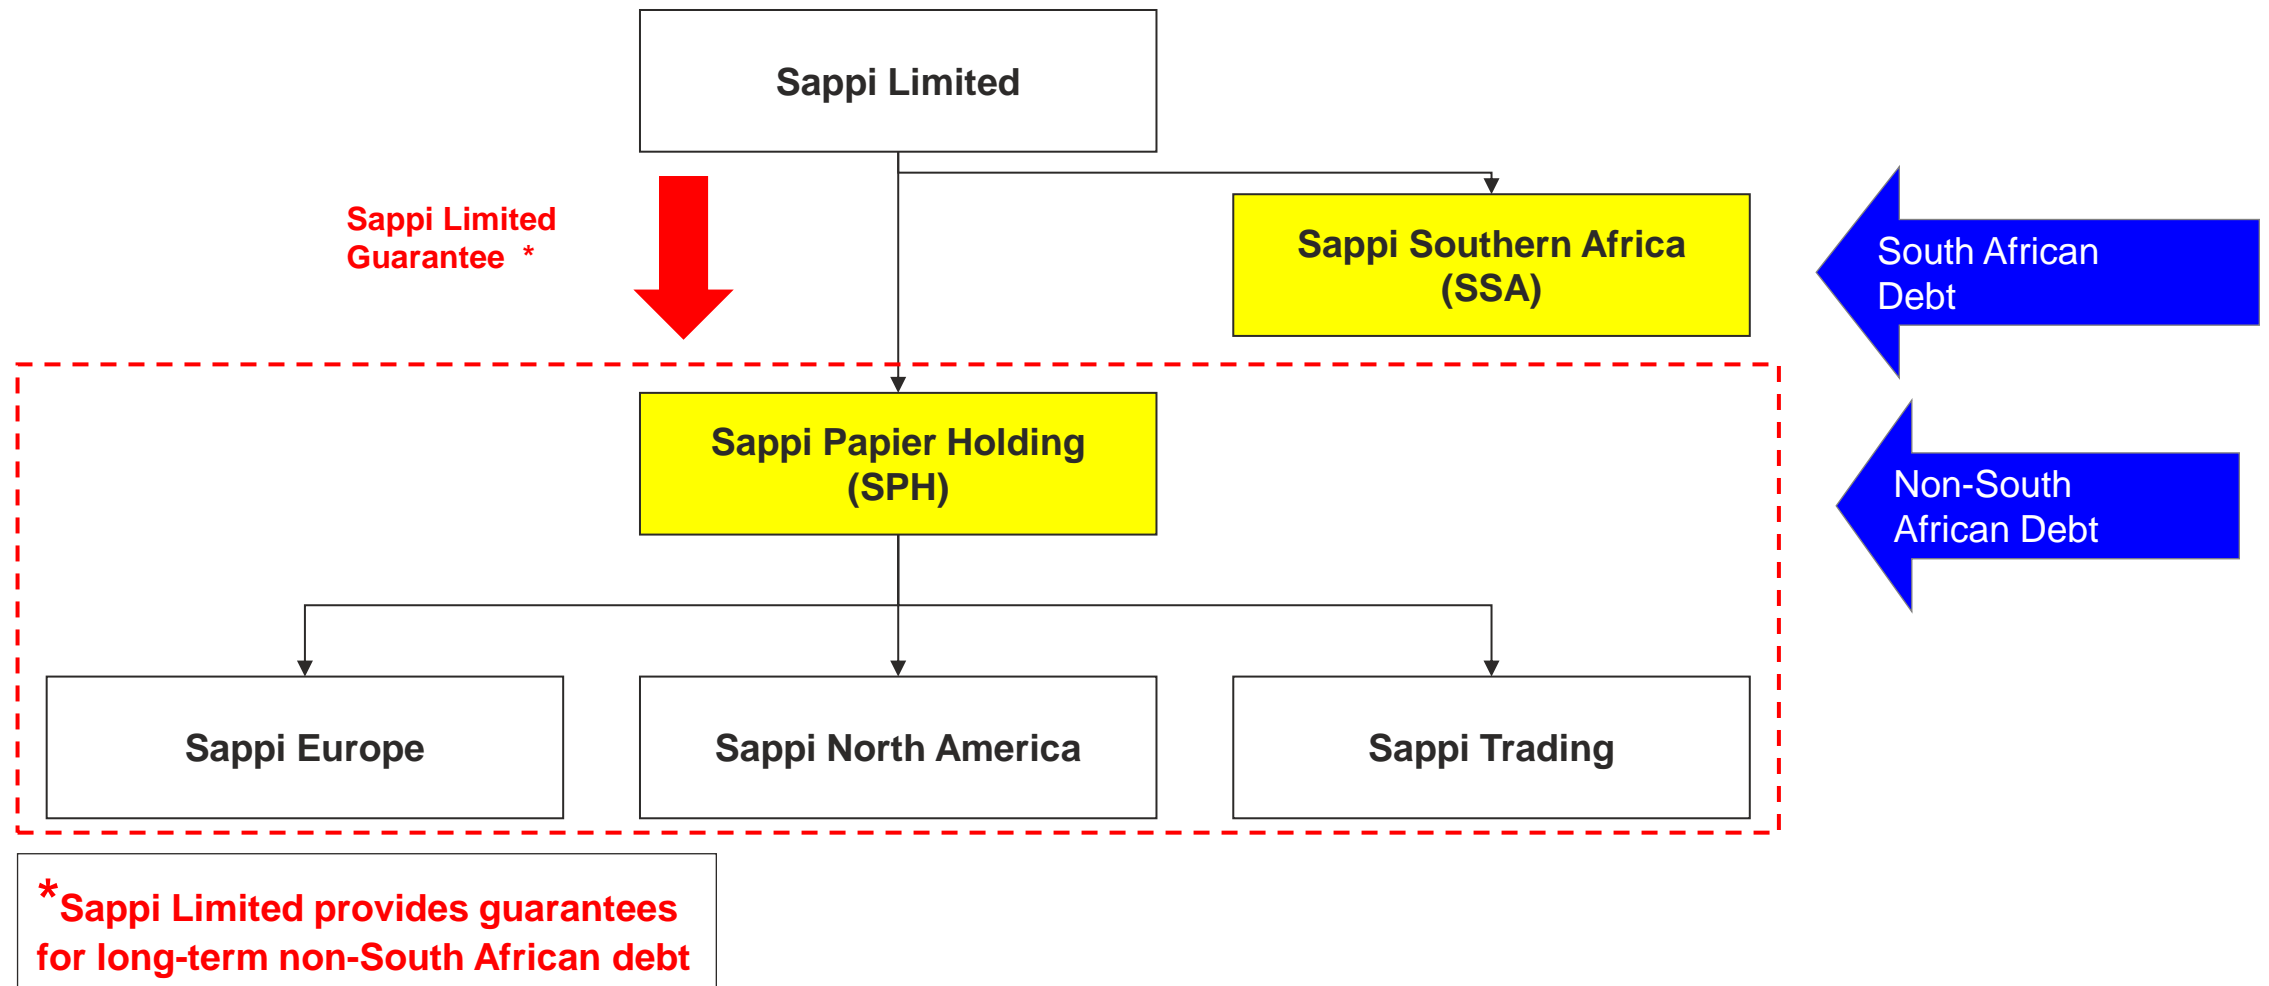 Sappi Limited
Sappi Limited
Guarantee *
Sappi Southern Africa
(SSA)
South African
Debt
Sappi Papier Holding
(SPH)
Non-South
African Debt
Sappi Europe
Sappi North America
Sappi Trading
*Sappi Limited provides guarantees
for long-term non-South African debt